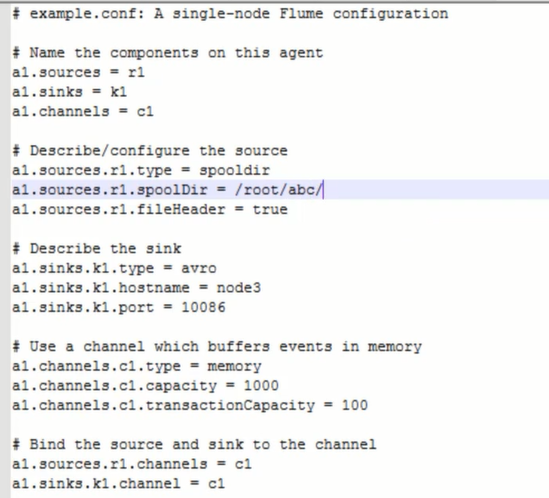 # example.conf: A single-node Flume configuration
# Name the components on this agent
a1.sources = r1
a1.sinks = k1
a1.channels = c1
# Describe/configure the source
a1.sources.r1.type = spooldir
a1.sources.r1.spoolDir = /root/abc/
a1.sources.r1.fileHeader = true
# Describe the sink
a1.sinks.k1.type = avro
a1.sinks.k1.hostname = node3
a1.sinks.k1.port = 10086
# Use a channel which buffers events in memory
a1.channels.c1.type = memory
a1.channels.c1.capacity = 1000
a1.channels.c1.transactionCapacity = 100
# Bind the source and sink to the channel
a1.sources.r1.channels = c1
a1.sinks.k1.channel = c1